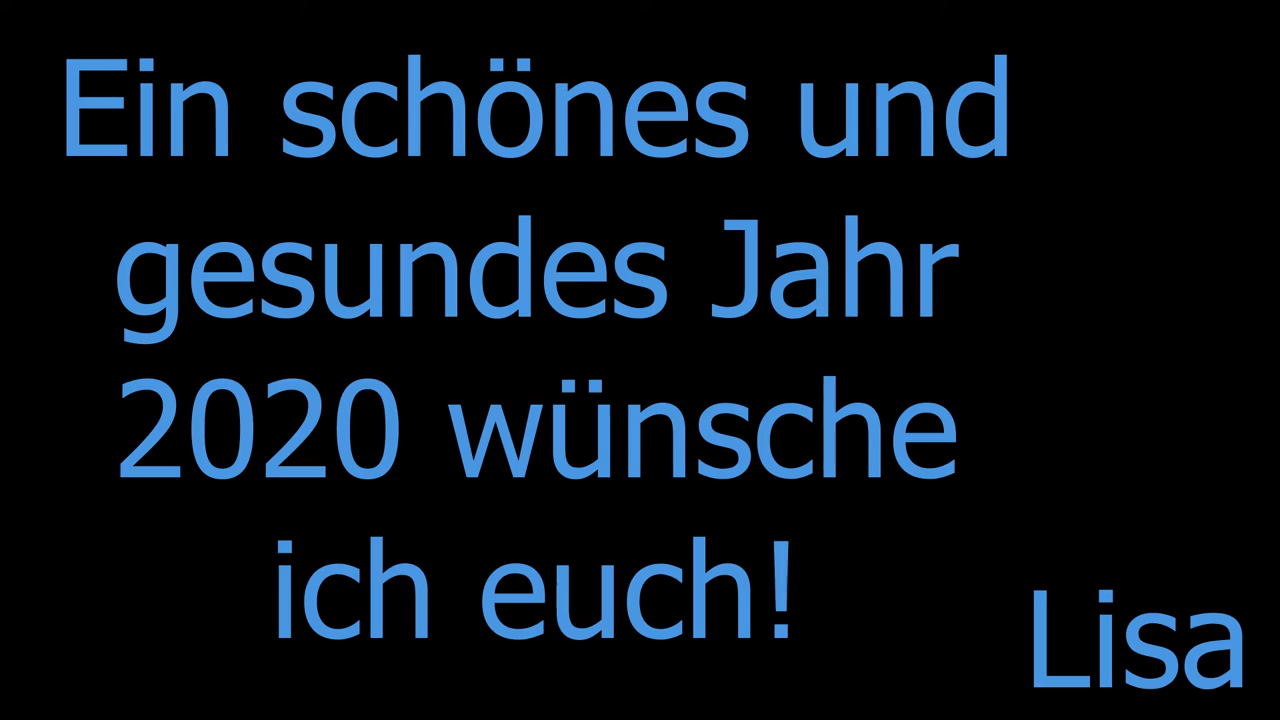 Ein schönes und
gesundes Jahr
2020 wünsche
ich euch!
Lisa